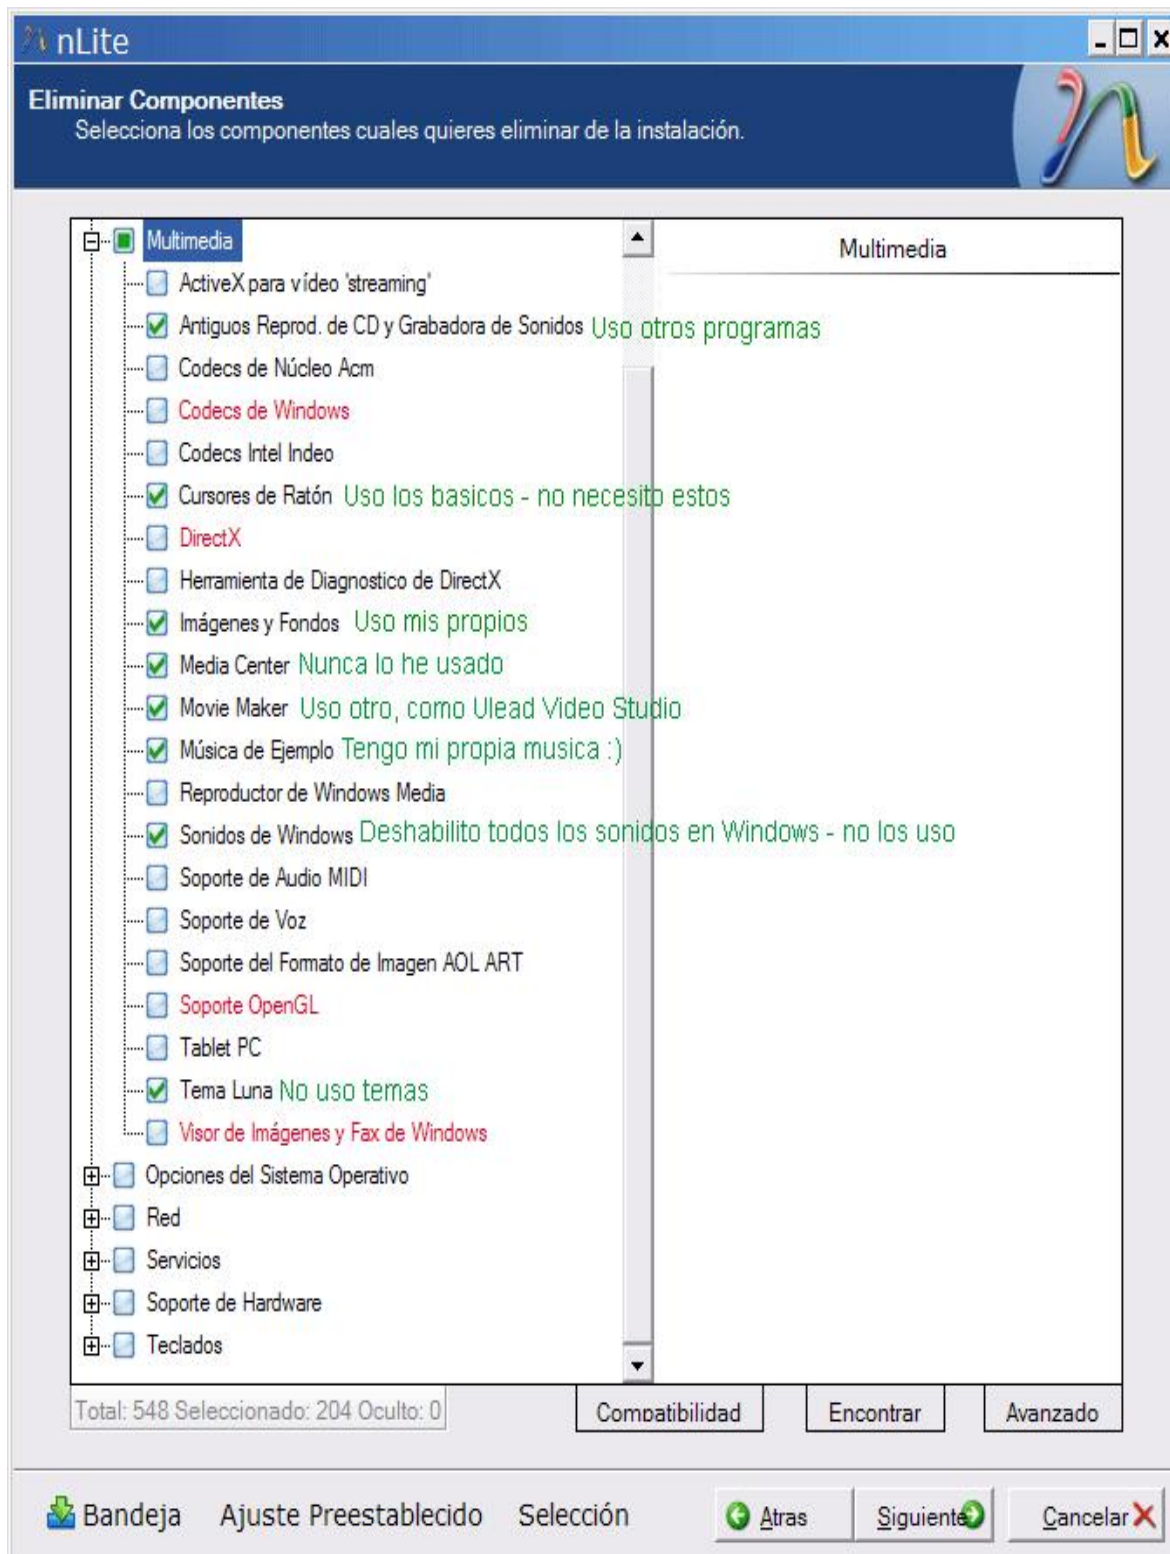 nLite
Eliminar Componentes
Selecciona los componentes cuales quieres eliminar de la instalación.
Multimedia
Multimedia
ActiveX para vídeo 'streaming'
Antiguos Reprod. de CD y Grabadora de Sonidos Uso otros programas
Codecs de Núcleo Acm
Codecs de Windows
Codecs Intel Indeo
Cursores de Ratón Uso los basicos - no necesito estos
DirectX
Herramienta de Diagnostico de DirectX
Imágenes y Fondos Uso mis propios
Media Center Nunca lo he usado
Movie Maker Uso otro, como Ulead Video Studio
Música de Ejemplo Tengo mi propia musica :)
Reproductor de Windows Media
Sonidos de Windows Deshabilito todos los sonidos en Windows - no los uso
Soporte de Audio MIDI
Soporte de Voz
Soporte del Formato de Imagen AOL ART
Soporte OpenGL
Tablet PC
Tema Luna No uso temas
Visor de Imágenes y Fax de Windows
Opciones del Sistema Operativo
Red
Servicios
Soporte de Hardware
Teclados
Total: 548 Seleccionado: 204 Oculto: 0
Compatibilidad Encontrar Avanzado
Bandeja Ajuste Preestablecido Selección Atras Siguiente Cancelar